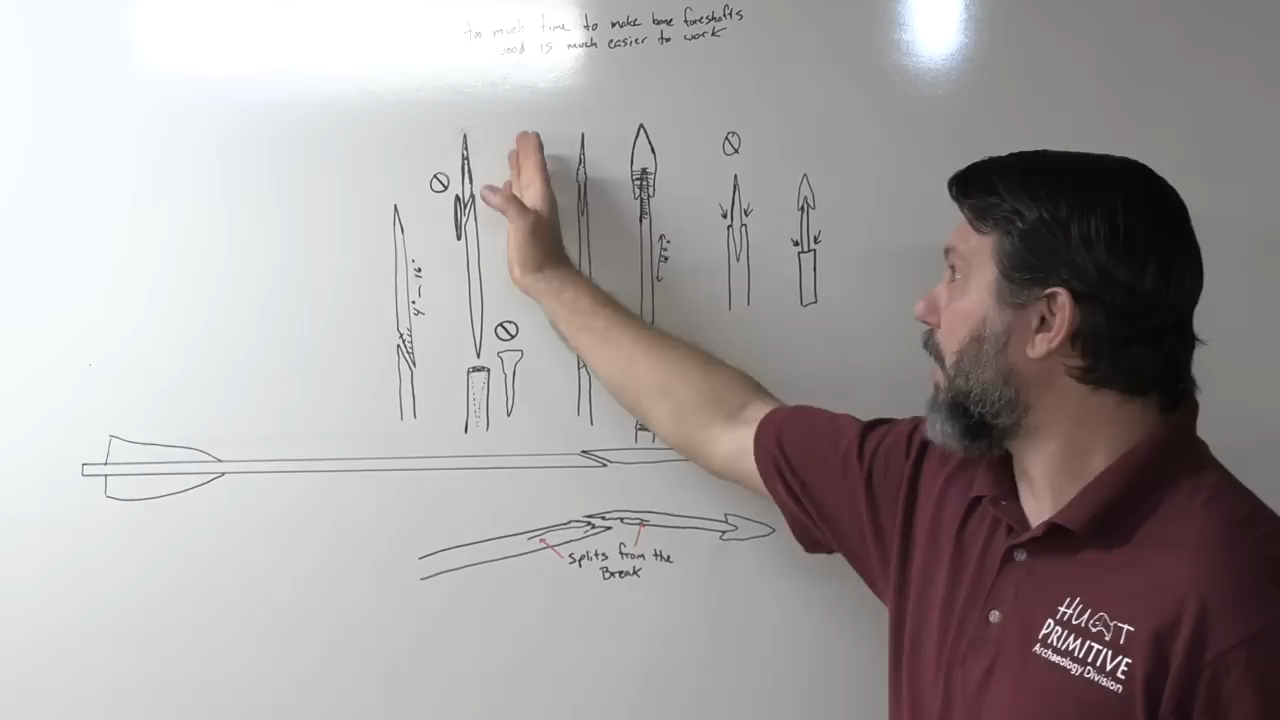 too much time to make bone foreshafts
wood is much easier to work
4" - 16"
splits from the
Break
HUNT
PRIMITIVE
Archaeology Division